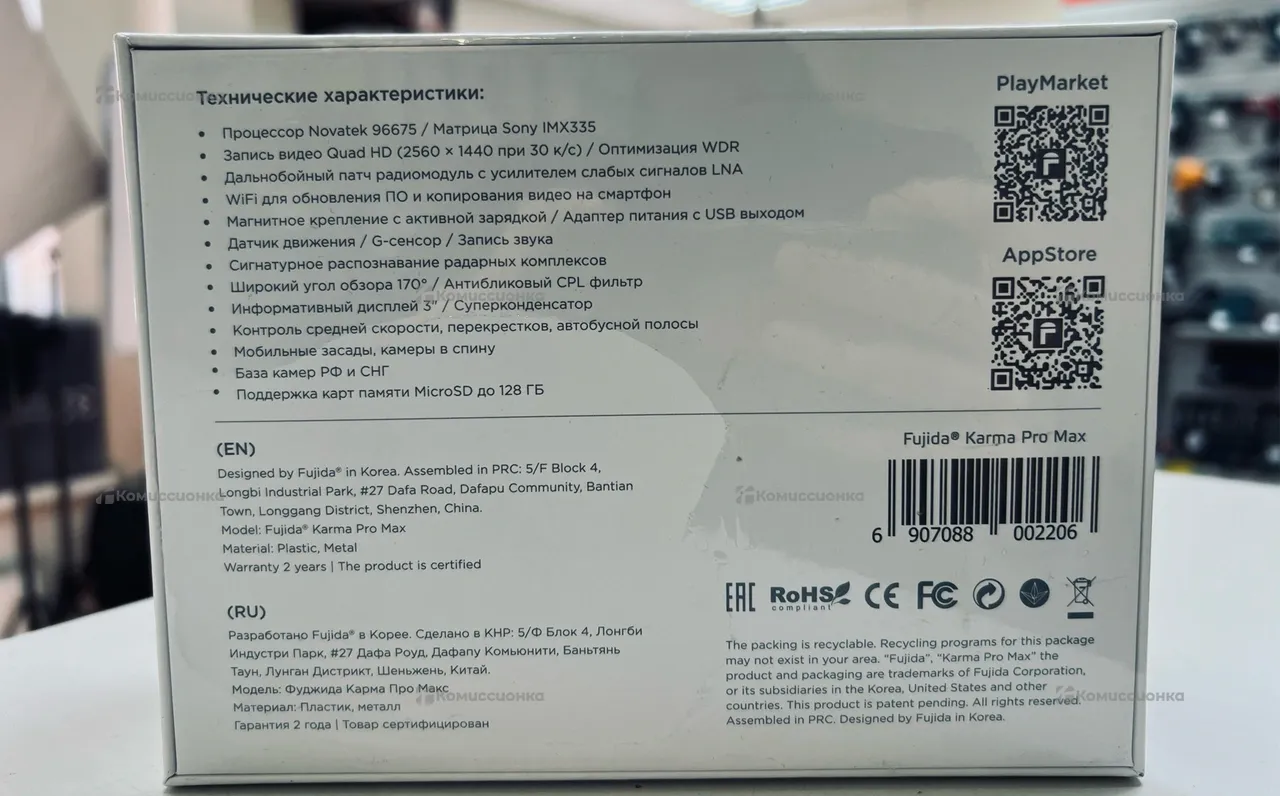 Технические характеристики:
• Процессор Novatek 96675 / Матрица Sony IMX335
• Запись видео Quad HD (2560 × 1440 при 30 к/с) / Оптимизация WDR
• Дальнобойный патч радиомодуль с усилителем слабых сигналов LNA
• WiFi для обновления ПО и копирования видео на смартфон
• Магнитное крепление с активной зарядкой / Адаптер питания с USB выходом
• Датчик движения / G-сенсор / Запись звука
• Сигнатурное распознавание радарных комплексов
• Широкий угол обзора 170° / Антибликовый CPL фильтр
• Информативный дисплей 3" / Суперконденсатор
• Контроль средней скорости, перекрестков, автобусной полосы
• Мобильные засады, камеры в спину
• База камер РФ и СНГ
• Поддержка карт памяти MicroSD до 128 ГБ
PlayMarket
AppStore
(EN)
Designed by Fujida® in Korea. Assembled in PRC: 5/F Block 4,
Longbi Industrial Park, #27 Dafa Road, Dafapu Community, Bantian
Town, Longgang District, Shenzhen, China.
Model: Fujida® Karma Pro Max
Material: Plastic, Metal
Warranty 2 years | The product is certified
(RU)
Разработано Fujida® в Корее. Сделано в КНР: 5/Ф Блок 4, Лонгби
Индустри Парк, #27 Дафа Роуд, Дафапу Комьюнити, Баньтянь
Таун, Лунган Дистрикт, Шеньжень, Китай.
Модель: Фуджида Карма Про Макс
Материал: Пластик, металл
Гарантия 2 года | Товар сертифицирован
Fujida® Karma Pro Max
6 907088 002206
EAC RoHS compliant CE FC
The packing is recyclable. Recycling programs for this package
may not exist in your area. “Fujida”, “Karma Pro Max” the
product and packaging are trademarks of Fujida Corporation,
or its subsidiaries in the Korea, United States and other
countries. This product is patent pending. All rights reserved.
Assembled in PRC. Designed by Fujida in Korea.
Комиссионка
Комиссионка
Комиссионка
Комиссионка
Комиссионка
Комиссионка
Комиссионка
Комиссионка